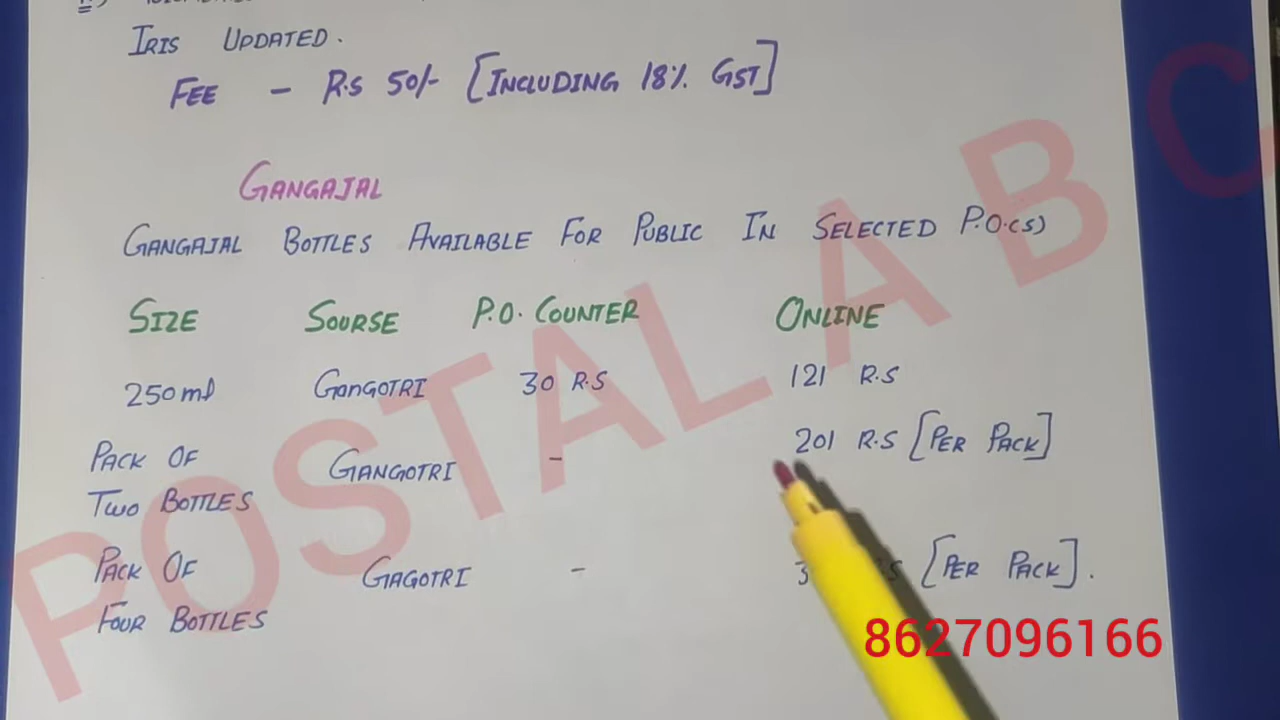 IRIS UPDATED.
FEE - R.S 50/- [INCLUDING 18% GST]
GANGAJAL
GANGAJAL BOTTLES AVAILABLE FOR PUBLIC IN SELECTED P.O.(S)
SIZE SOURSE P.O. COUNTER ONLINE
250ml GANGOTRI 30 R.S 121 R.S
PACK OF GANGOTRI - 201 R.S [PER PACK]
TWO BOTTLES
PACK OF GAGOTRI - [PER PACK].
FOUR BOTTLES
8627096166
POSTAL ABC